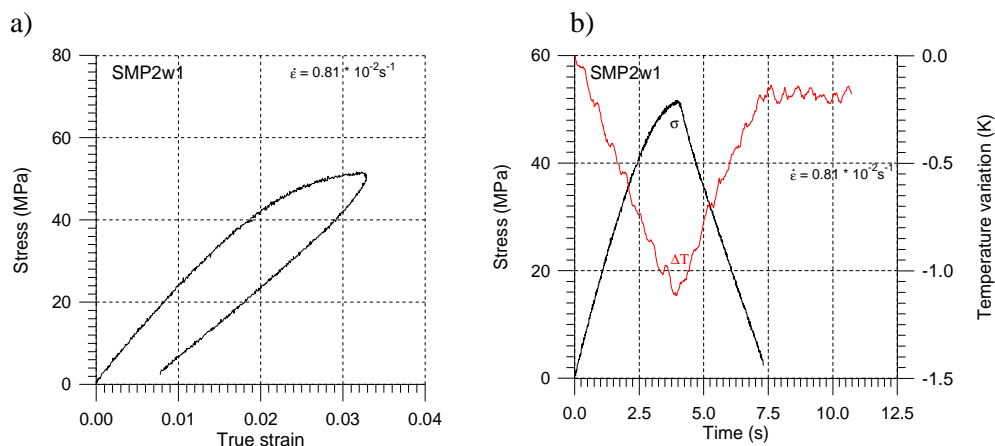 a)
SMP2w1
ε̇ = 0.81 * 10⁻²s⁻¹
80
60
40
20
0
Stress (MPa)
0.00 0.01 0.02 0.03 0.04
True strain
b)
SMP2w1
σ
ΔT
ε̇ = 0.81 * 10⁻²s⁻¹
60
40
20
0
Stress (MPa)
0.0
-0.5
-1.0
-1.5
Temperature variation (K)
0.0 2.5 5.0 7.5 10.0 12.5
Time (s)